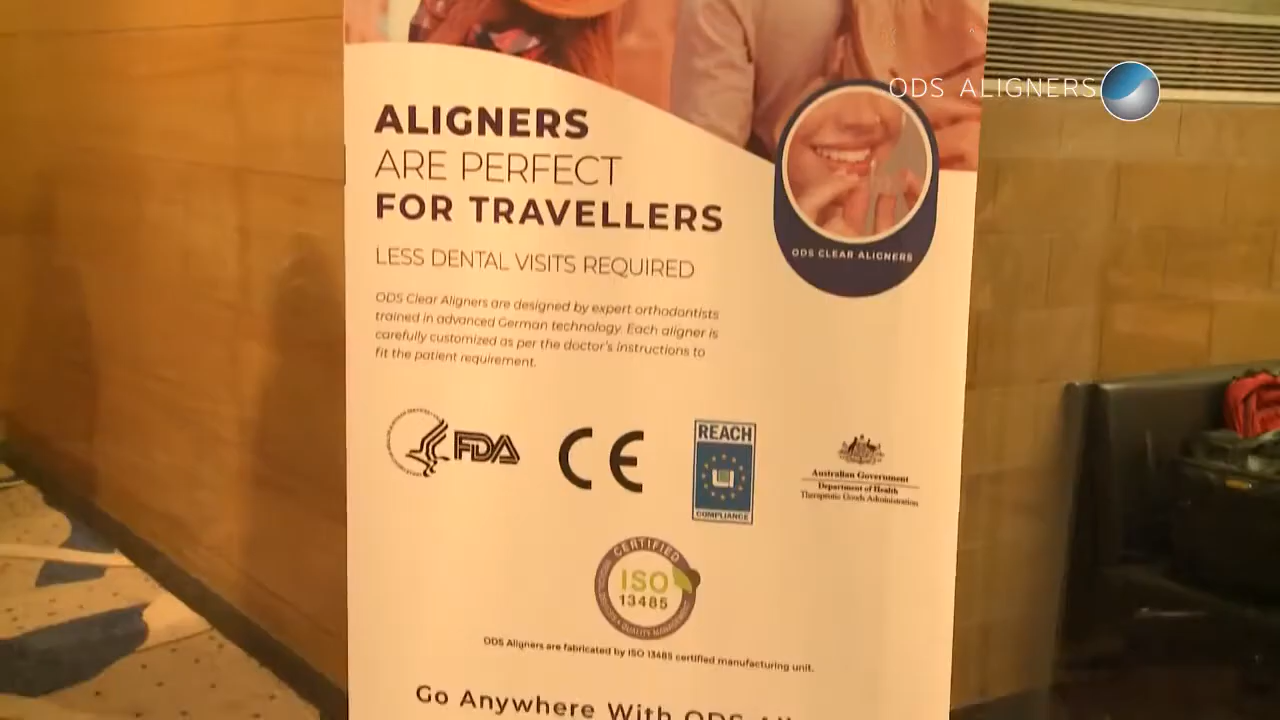 ODS ALIGNERS
ALIGNERS
ARE PERFECT
FOR TRAVELLERS
LESS DENTAL VISITS REQUIRED
ODS CLEAR ALIGNERS
ODS Clear Aligners are designed by expert orthodontists
trained in advanced German technology. Each aligner is
carefully customized as per the doctor's instructions to
fit the patient requirement.
FDA
CE
REACH
COMPLIANCE
Australian Government
Department of Health
Therapeutic Goods Administration
CERTIFIED
ISO
13485
QUALITY MANAGEMENT
ODS Aligners are fabricated by ISO 13485 certified manufacturing unit.
Go Anywhere With ODS